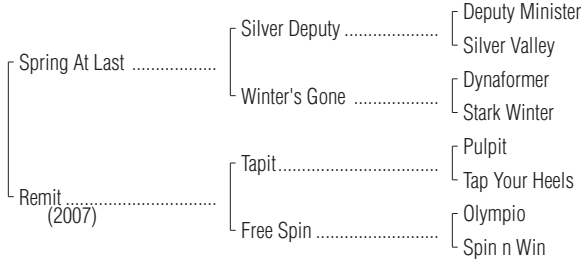 Deputy Minister
Silver Deputy ....................
Silver Valley
Spring At Last ..................
Dynaformer
Winter's Gone ..................
Stark Winter
Pulpit
Tapit..................................
Tap Your Heels
Remit ................................
(2007)
Olympio
Free Spin ..........................
Spin n Win